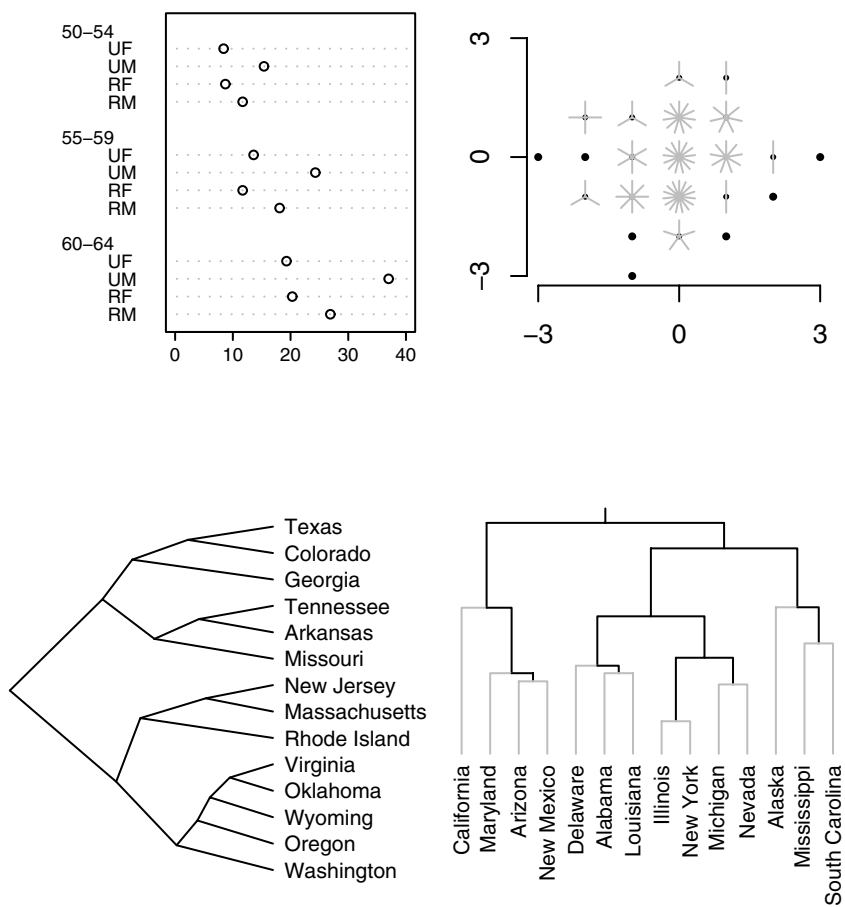 50−54
UF
UM
RF
RM
55−59
UF
UM
RF
RM
60−64
UF
UM
RF
RM
0 10 20 30 40
3
0
−3
−3 0 3
Texas
Colorado
Georgia
Tennessee
Arkansas
Missouri
New Jersey
Massachusetts
Rhode Island
Virginia
Oklahoma
Wyoming
Oregon
Washington
California
Maryland
Arizona
New Mexico
Delaware
Alabama
Louisiana
Illinois
New York
Michigan
Nevada
Alaska
Mississippi
South Carolina